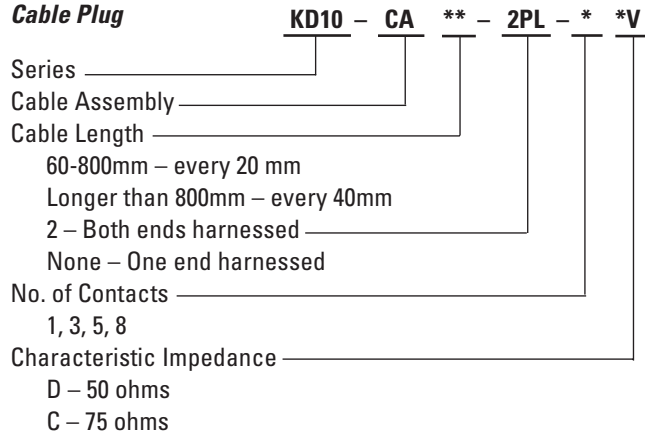 Cable Plug KD10 – CA ** – 2PL – * *V
Series
Cable Assembly
Cable Length
60-800mm – every 20 mm
Longer than 800mm – every 40mm
2 – Both ends harnessed
None – One end harnessed
No. of Contacts
1, 3, 5, 8
Characteristic Impedance
D – 50 ohms
C – 75 ohms